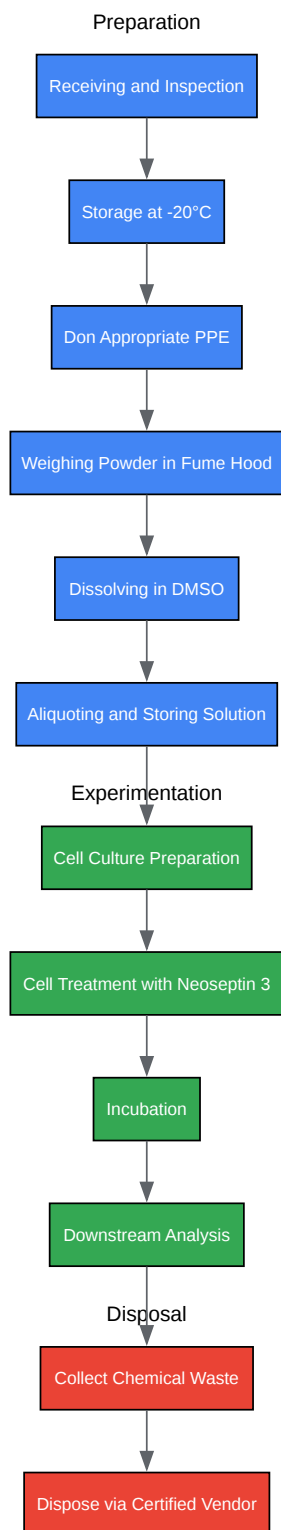 Preparation
Receiving and Inspection
Storage at -20°C
Don Appropriate PPE
Weighing Powder in Fume Hood
Dissolving in DMSO
Aliquoting and Storing Solution
Experimentation
Cell Culture Preparation
Cell Treatment with Neoseptin 3
Incubation
Downstream Analysis
Disposal
Collect Chemical Waste
Dispose via Certified Vendor